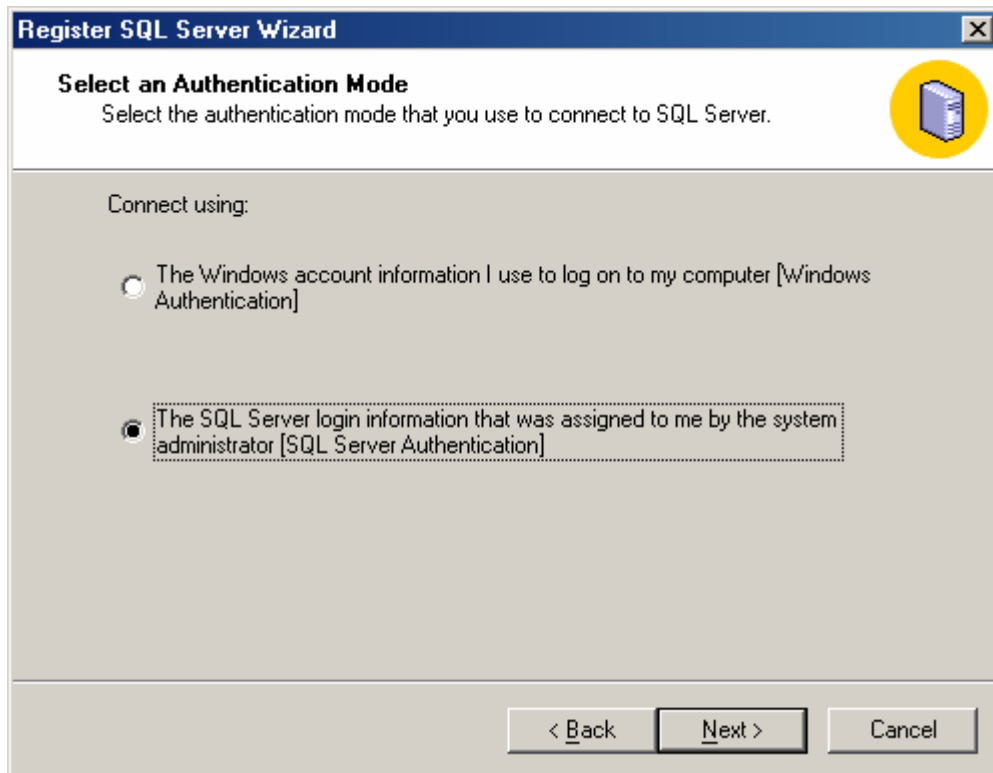 Register SQL Server Wizard
Select an Authentication Mode
Select the authentication mode that you use to connect to SQL Server.
Connect using:
The Windows account information I use to log on to my computer [Windows
Authentication]
The SQL Server login information that was assigned to me by the system
administrator [SQL Server Authentication]
< Back
Next >
Cancel